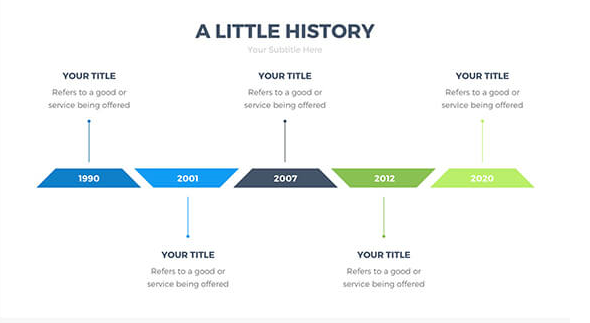 A LITTLE HISTORY
Your Subtitle Here
YOUR TITLE
Refers to a good or
service being offered
YOUR TITLE
Refers to a good or
service being offered
YOUR TITLE
Refers to a good or
service being offered
1990
2001
2007
2012
2020
YOUR TITLE
Refers to a good or
service being offered
YOUR TITLE
Refers to a good or
service being offered